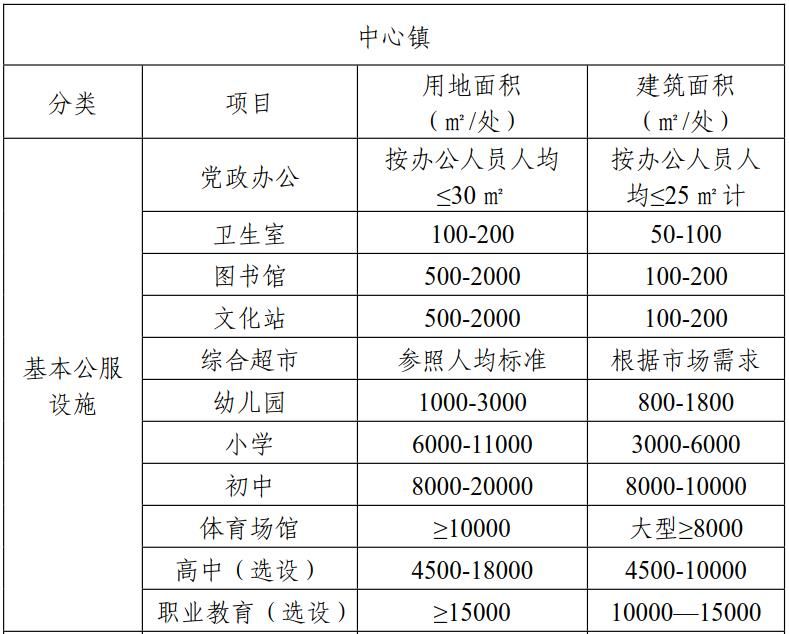 中心镇
分类 项目 用地面积（㎡/处） 建筑面积（㎡/处）
基本公服设施
党政办公 按办公人员人均≤30 ㎡ 按办公人员人均≤25 ㎡计
卫生室 100-200 50-100
图书馆 500-2000 100-200
文化站 500-2000 100-200
综合超市 参照人均标准 根据市场需求
幼儿园 1000-3000 800-1800
小学 6000-11000 3000-6000
初中 8000-20000 8000-10000
体育场馆 ≥10000 大型≥8000
高中（选设） 4500-18000 4500-10000
职业教育（选设） ≥15000 10000—15000